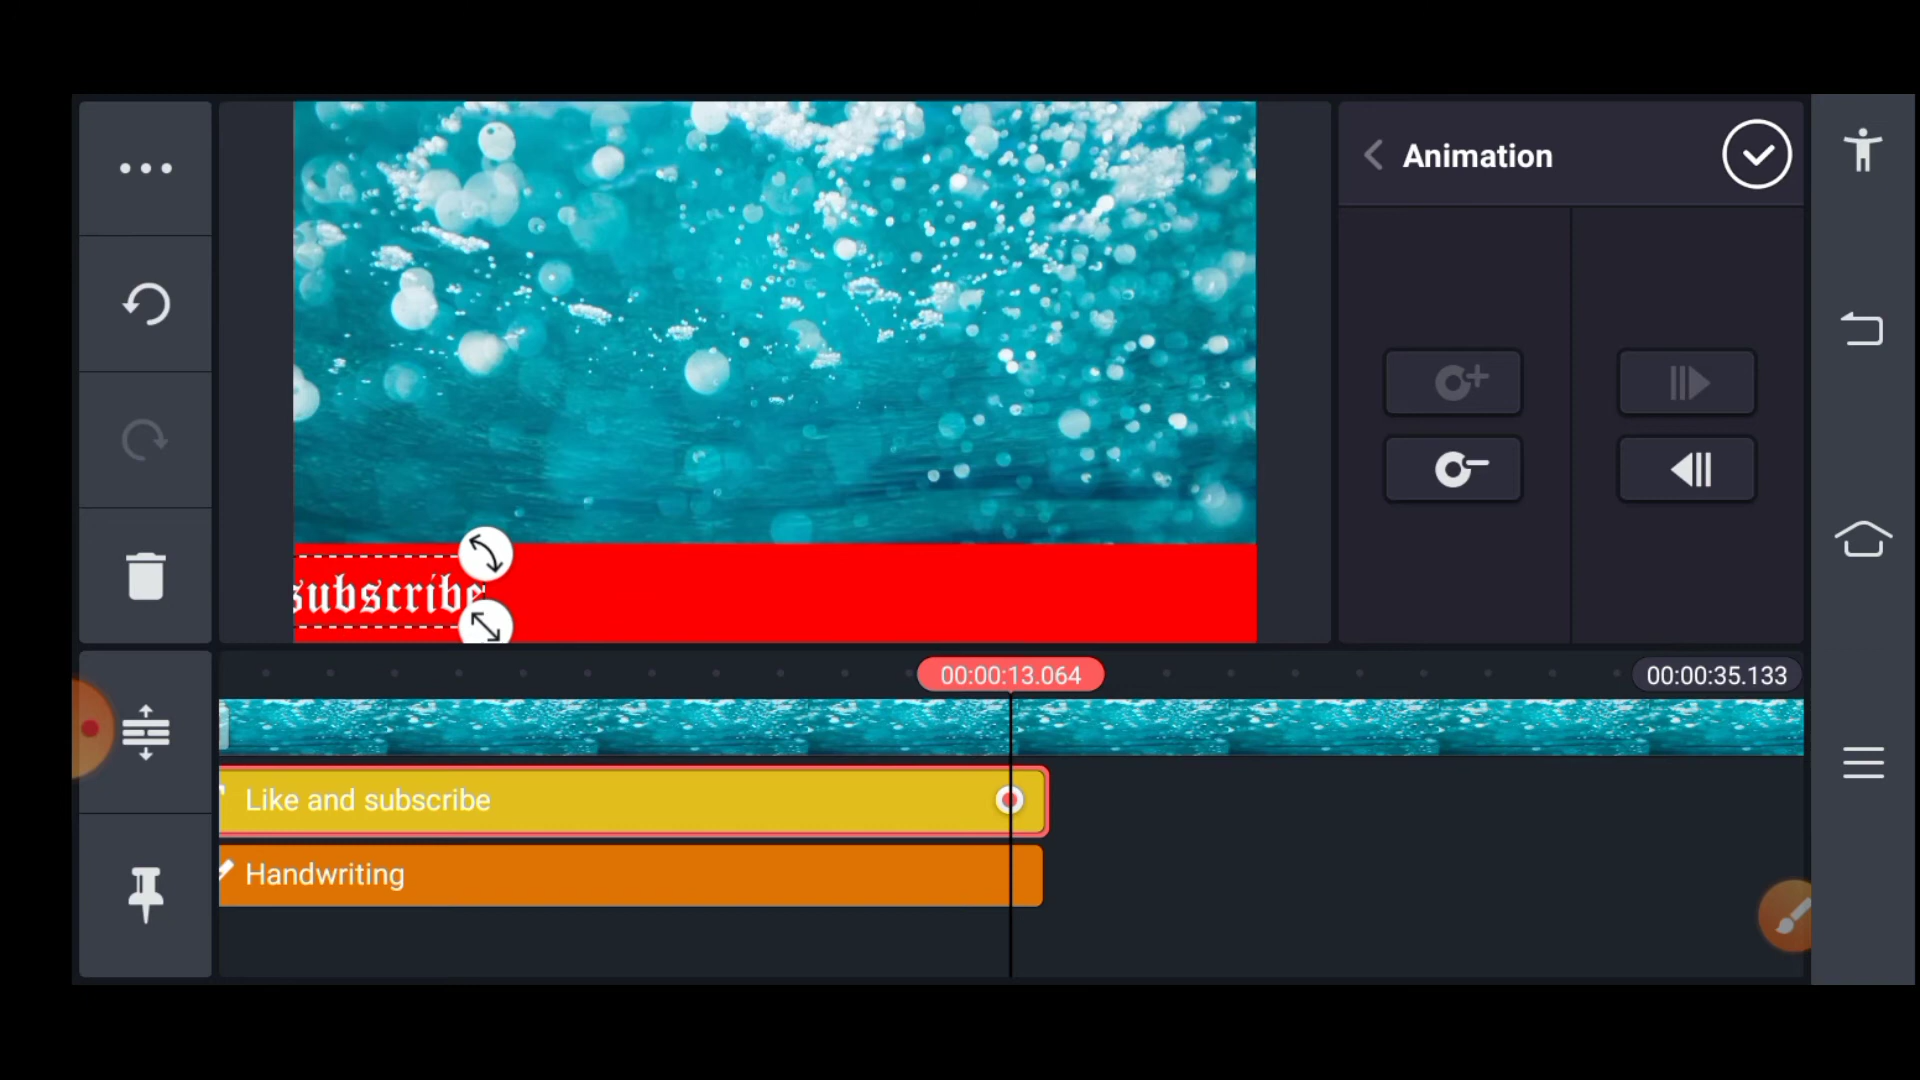 Animation
subscribe
00:00:13.064
00:00:35.133
Like and subscribe
Handwriting